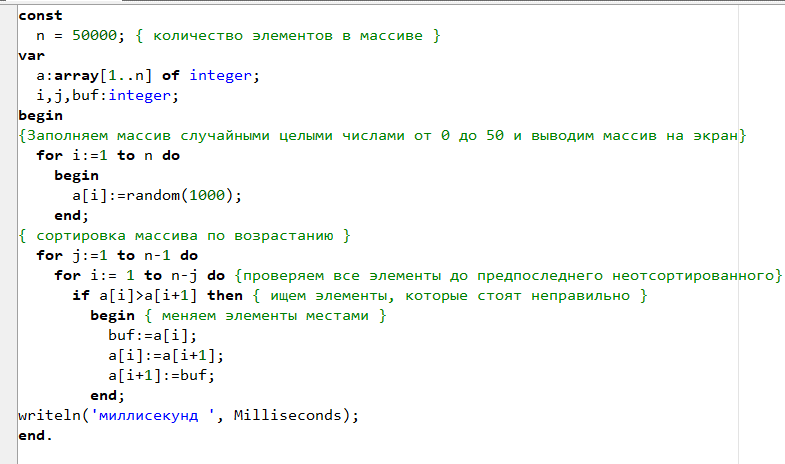 const
  n = 50000; { количество элементов в массиве }
var
  a:array[1..n] of integer;
  i,j,buf:integer;
begin
{Заполняем массив случайными целыми числами от 0 до 50 и выводим массив на экран}
  for i:=1 to n do
    begin
      a[i]:=random(1000);
    end;
{ сортировка массива по возрастанию }
  for j:=1 to n-1 do
    for i:= 1 to n-j do {проверяем все элементы до предпоследнего неотсортированного}
      if a[i]>a[i+1] then { ищем элементы, которые стоят неправильно }
        begin { меняем элементы местами }
          buf:=a[i];
          a[i]:=a[i+1];
          a[i+1]:=buf;
        end;
writeln('миллисекунд ', Milliseconds);
end.